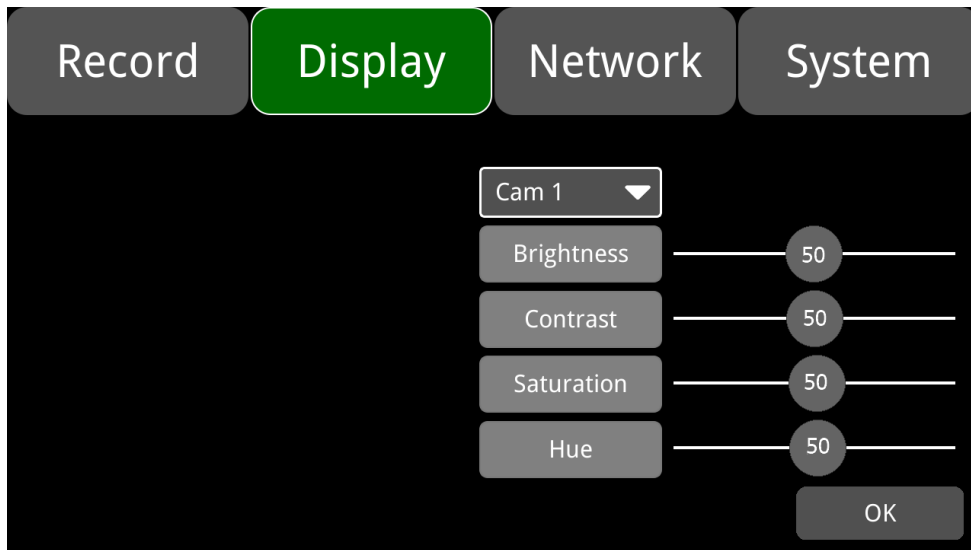 Record Display Network System
Cam 1
Brightness 50
Contrast 50
Saturation 50
Hue 50
OK